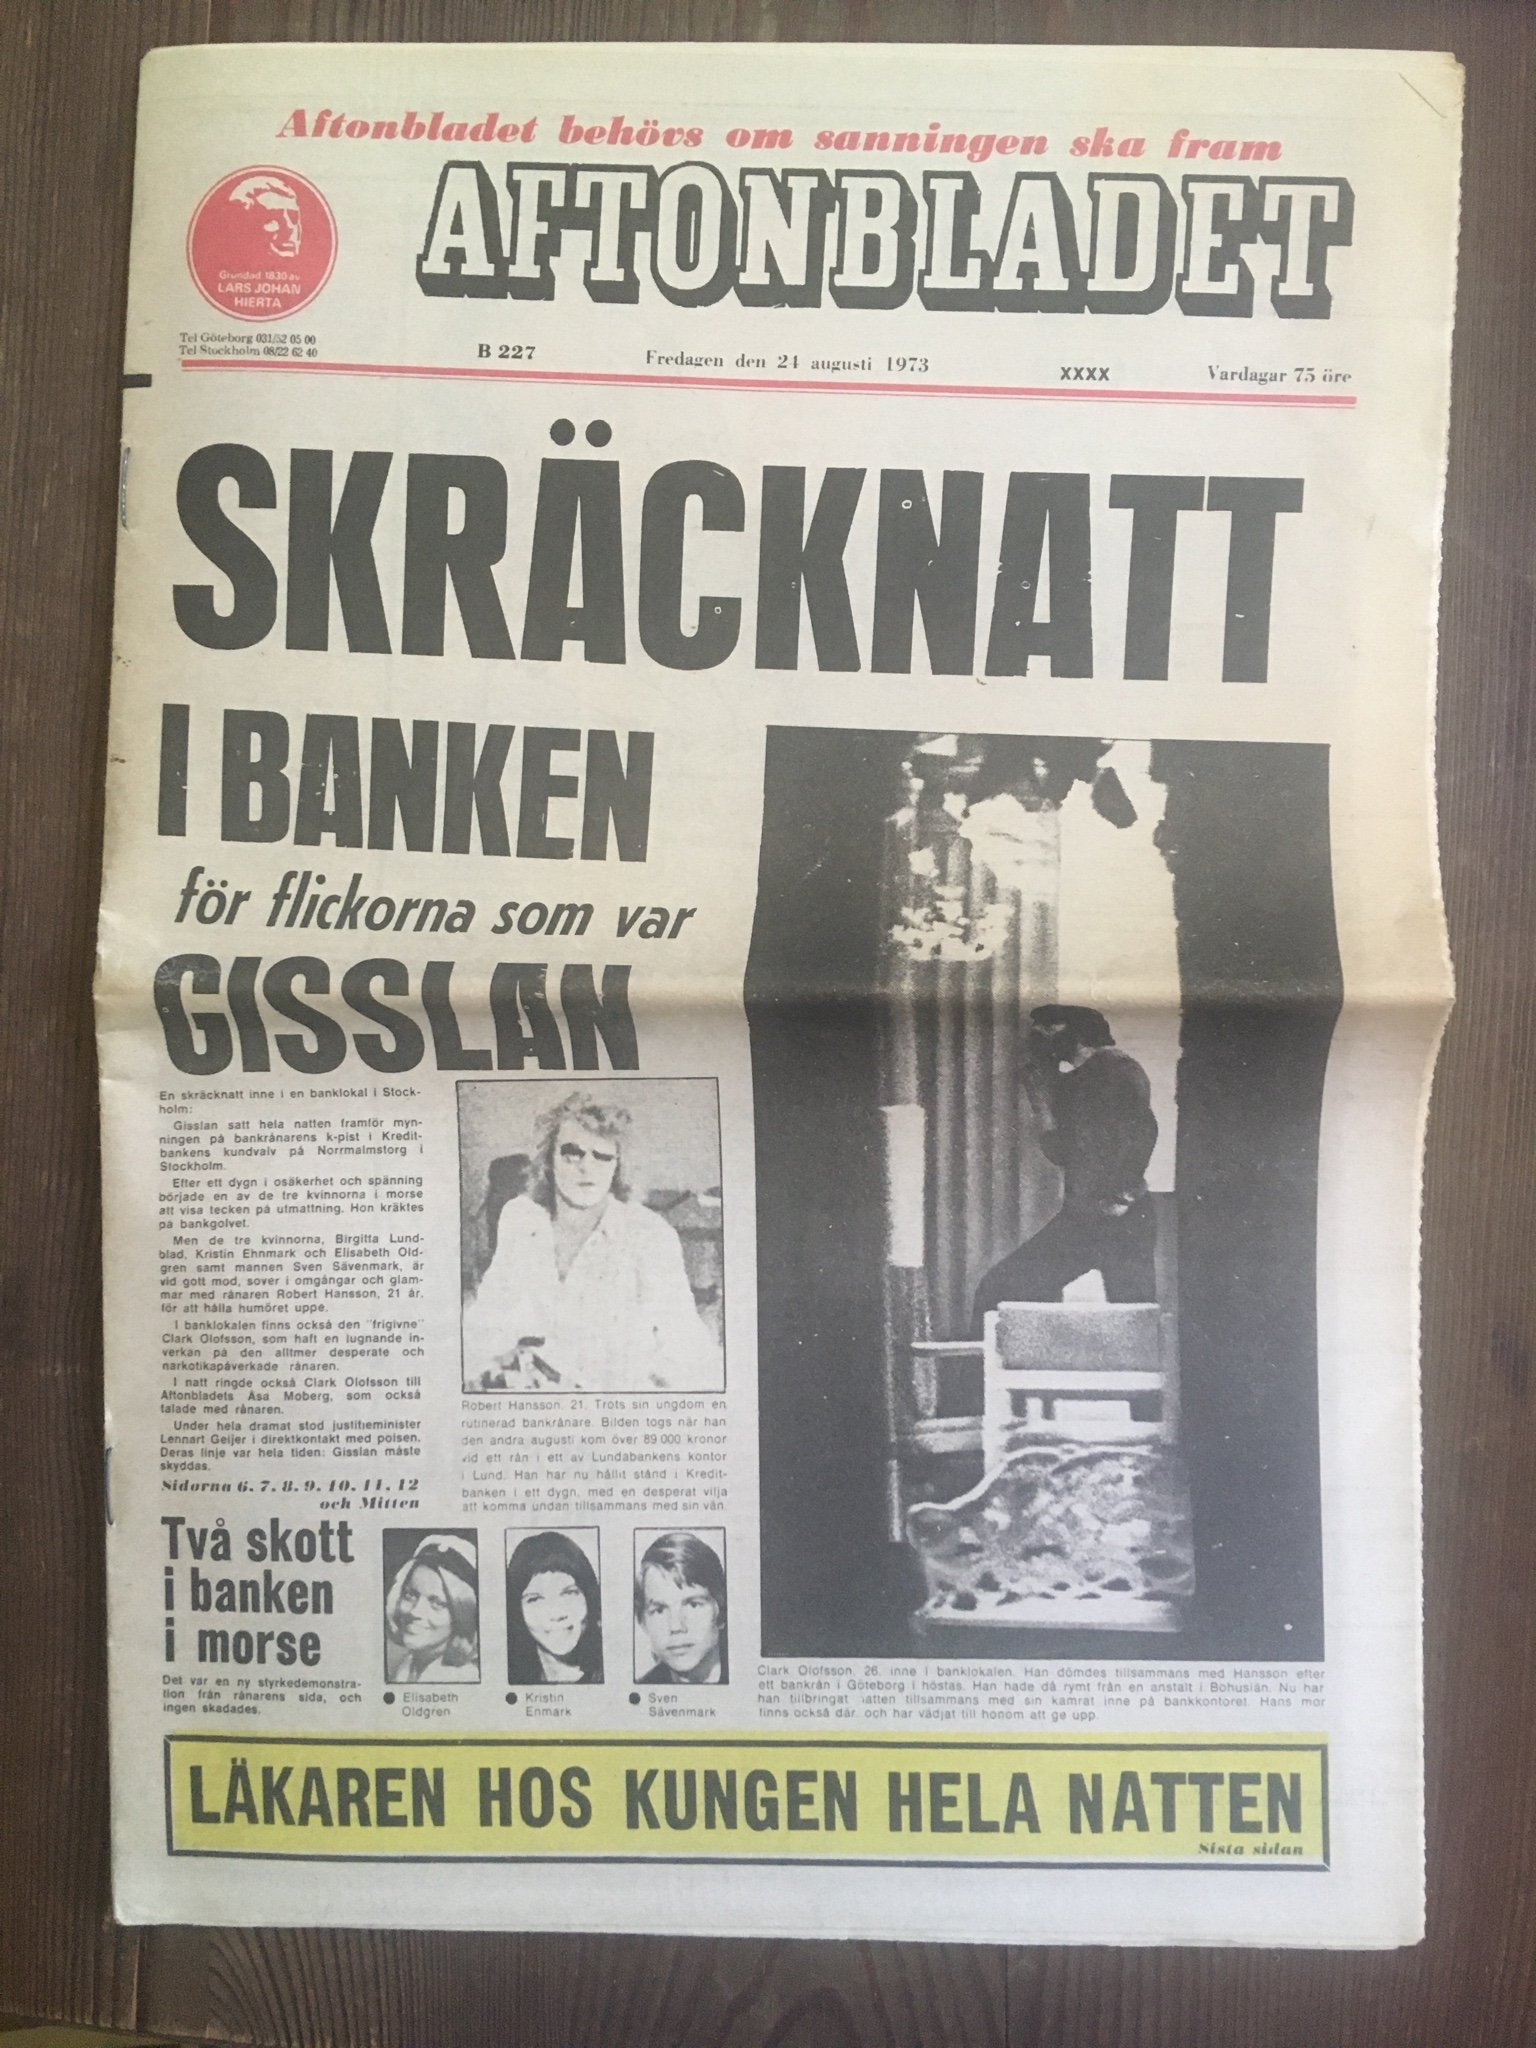 Aftonbladet behövs om sanningen ska fram
AFTONBLADET
Grundad 1830 av
LARS JOHAN
HIERTA
Tel Göteborg 031/52 05 00
Tel Stockholm 08/22 62 40
B 227
Fredagen den 24 augusti 1973
XXXX
Vardagar 75 öre
SKRÄCKNATT
I BANKEN
för flickorna som var
GISSLAN
En skräcknatt inne i en banklokal i Stock-
holm:
Gisslan satt hela natten framför myn-
ningen på bankrånarens k-pist i Kredit-
bankens kundvalv på Norrmalmstorg i
Stockholm.
Efter ett dygn i osäkerhet och spänning
började en av de tre kvinnorna i morse
att visa tecken på utmattning. Hon kräktes
på bankgolvet.
Men de tre kvinnorna, Birgitta Lund-
blad, Kristin Ehnmark och Elisabeth Old-
gren samt mannen Sven Sävenmark, är
vid gott mod, sover i omgångar och glam-
mar med rånaren Robert Hansson, 21 år,
för att hålla humöret uppe.
I banklokalen finns också den "frigivne"
Clark Olofsson, som haft en lugnande in-
verkan på den alltmer desperate och
narkotikapåverkade rånaren.
I natt ringde också Clark Olofsson till
Aftonbladets Åsa Moberg, som också
talade med rånaren.
Under hela dramat stod justitieminister
Lennart Geijer i direktkontakt med polsen.
Deras linje var hela tiden: Gisslan måste
skyddas.
Sidorna 6, 7, 8, 9, 10, 11, 12
och Mitten
Robert Hansson, 21. Trots sin ungdom en
rutinerad bankrånare. Bilden togs när han
den andra augusti kom över 89 000 kronor
vid ett rån i ett av Lundabankens kontor
i Lund. Han har nu hållit stånd i Kredit-
banken i ett dygn, med en desperat vilja
att komma undan tillsammans med sin vän.
Två skott
i banken
i morse
Det var en ny styrkedemonstra-
tion från rånarens sida, och
ingen skadades.
● Elisabeth
Oldgren
● Kristin
Enmark
● Sven
Sävenmark
Clark Olofsson, 26, inne i banklokalen. Han dömdes tillsammans med Hansson efter
ett bankrån i Göteborg i höstas. Han hade då rymt från en anstalt i Bohuslän. Nu har
han tillbringat natten tillsammans med sin kamrat inne på bankkontoret. Hans mor
finns också där, och har vädjat till honom att ge upp.
LÄKAREN HOS KUNGEN HELA NATTEN
Sista sidan